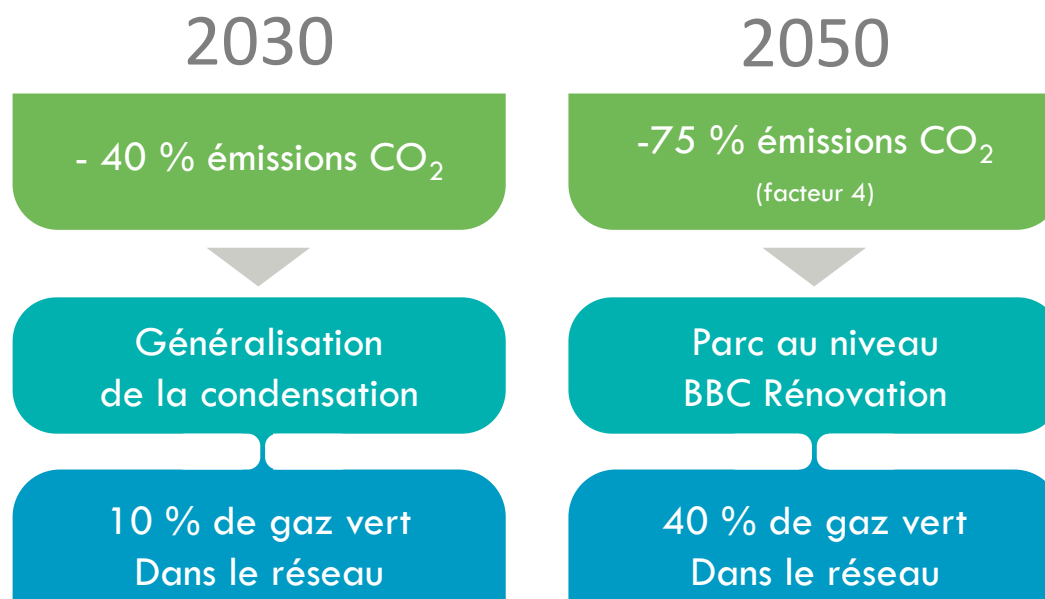 2030
- 40 % émissions CO₂
Généralisation
de la condensation
10 % de gaz vert
Dans le réseau
2050
-75 % émissions CO₂
(facteur 4)
Parc au niveau
BBC Rénovation
40 % de gaz vert
Dans le réseau